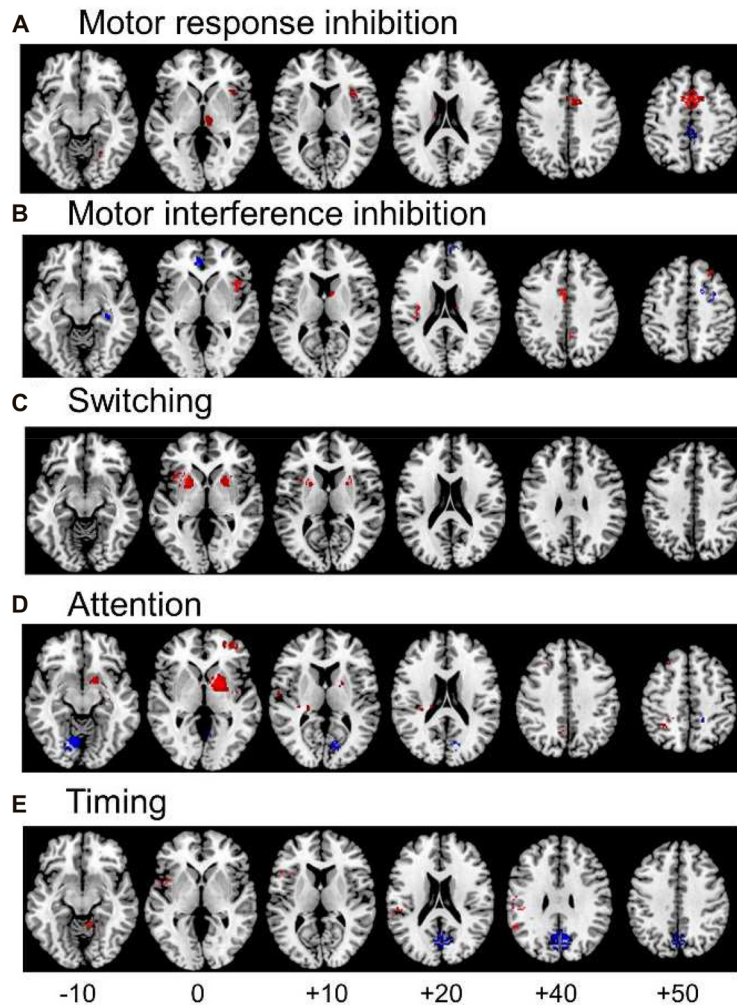 A Motor response inhibition
B Motor interference inhibition
C Switching
D Attention
E Timing
-10 0 +10 +20 +40 +50